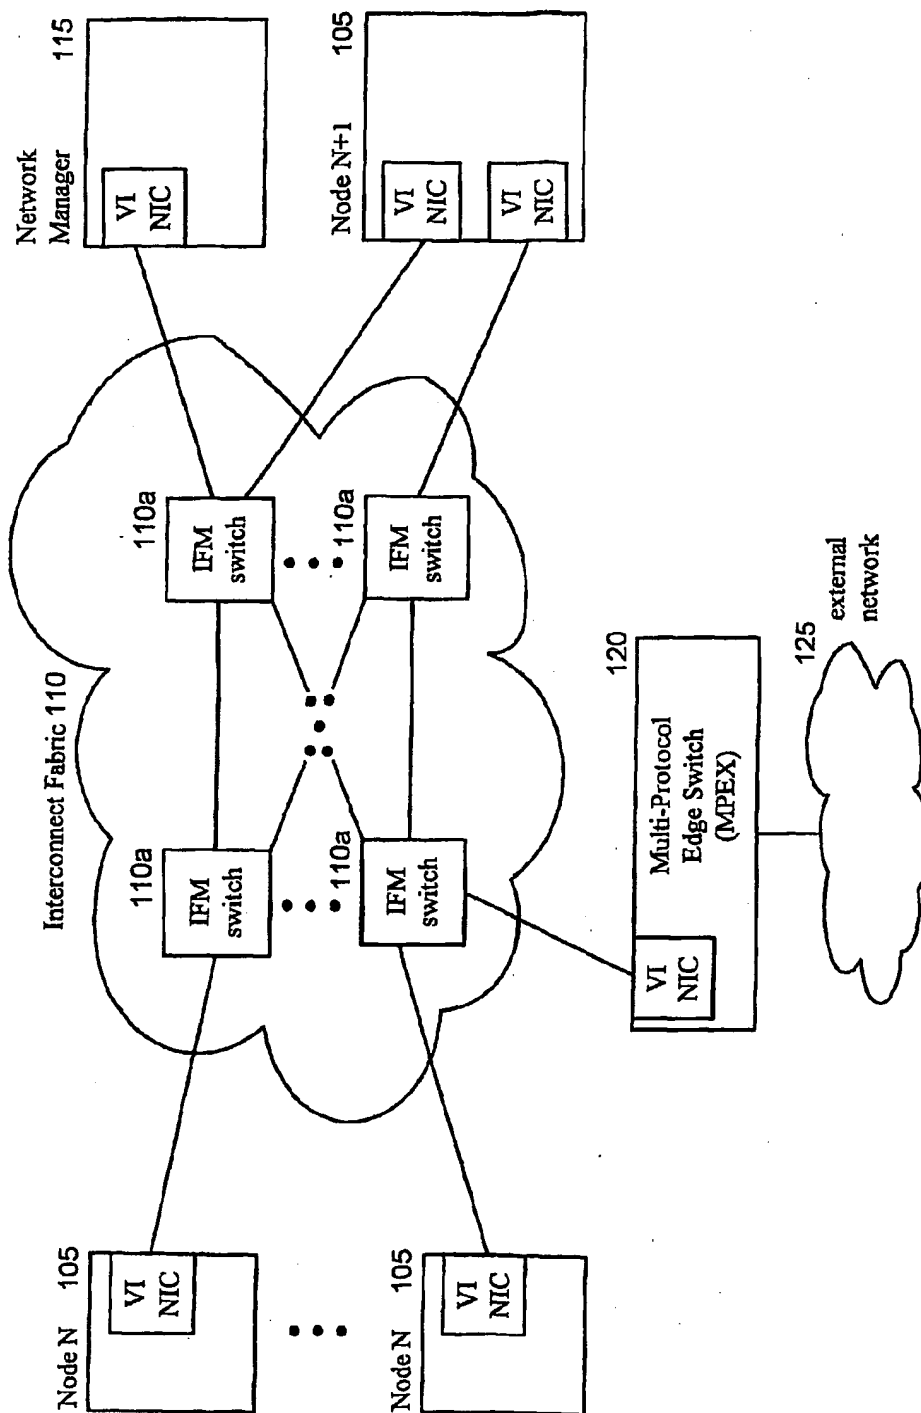 Node N 105
VI
NIC
Node N 105
VI
NIC
Interconnect Fabric 110
110a
IFM
switch
110a
IFM
switch
110a
IFM
switch
110a
IFM
switch
Network
Manager 115
VI
NIC
Node N+1 105
VI
NIC
VI
NIC
120
VI
NIC
Multi-Protocol
Edge Switch
(MPEX)
125
external
network